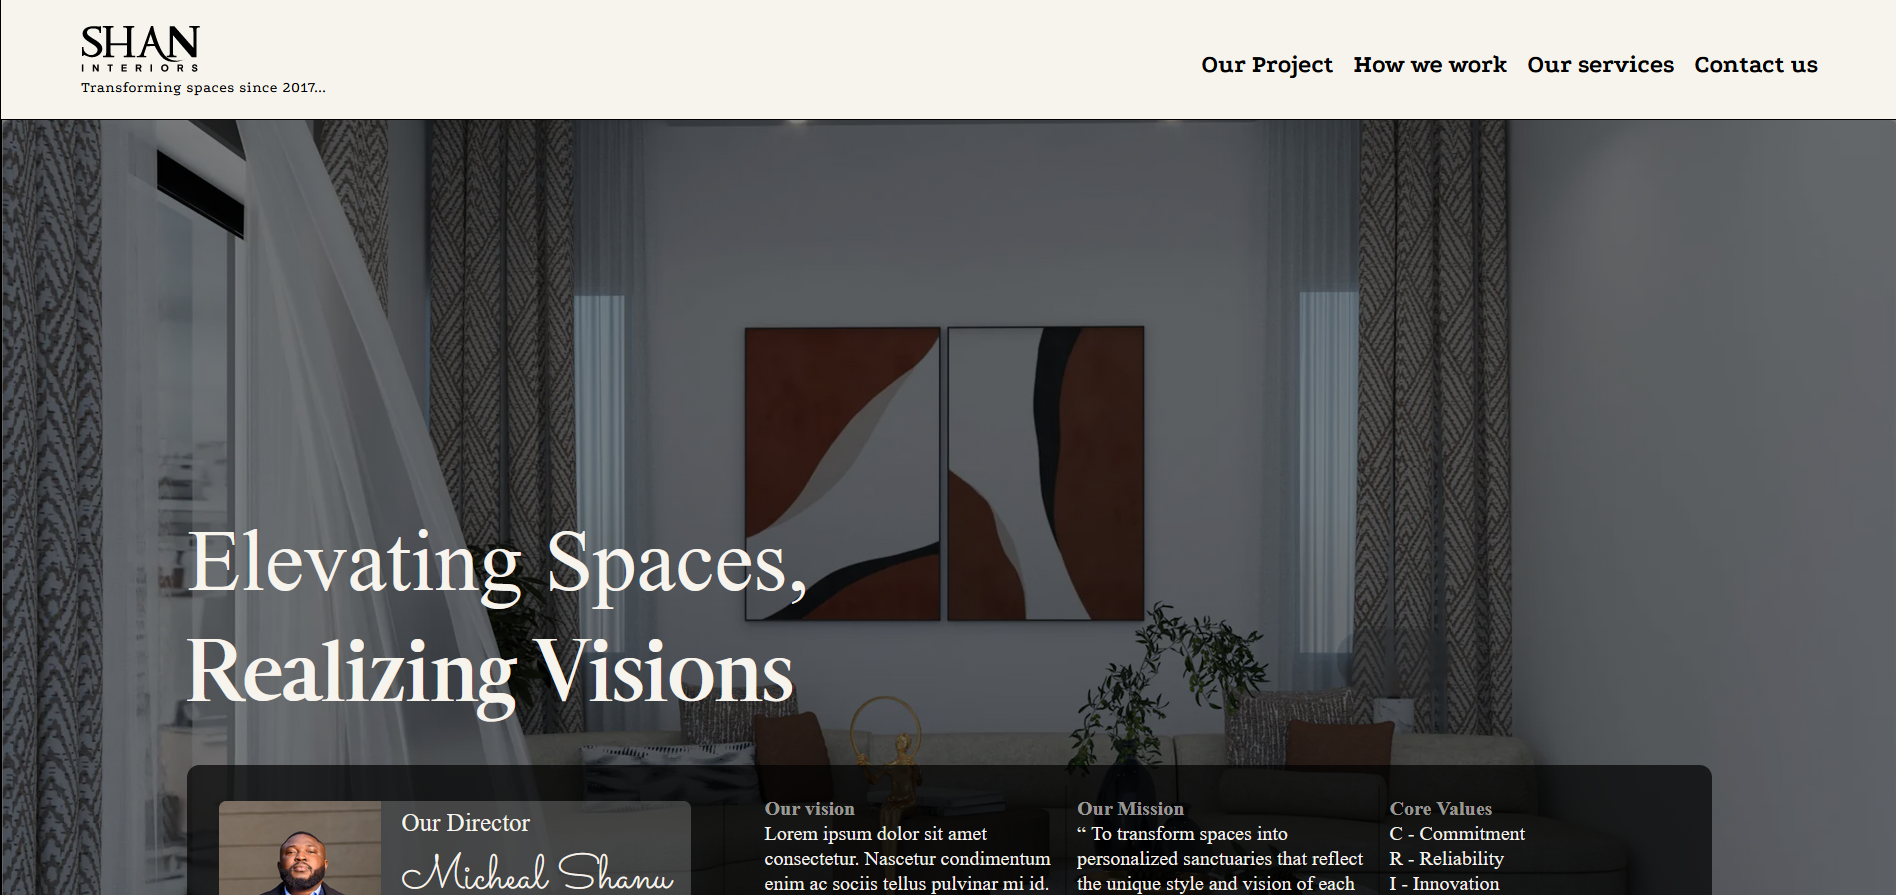 SHAN
INTERIORS
Transforming spaces since 2017...
Our Project How we work Our services Contact us
Elevating Spaces,
Realizing Visions
Our Director
Micheal Shanu
Our vision
Lorem ipsum dolor sit amet
consectetur. Nascetur condimentum
enim ac sociis tellus pulvinar mi id.
Our Mission
“ To transform spaces into
personalized sanctuaries that reflect
the unique style and vision of each
Core Values
C - Commitment
R - Reliability
I - Innovation